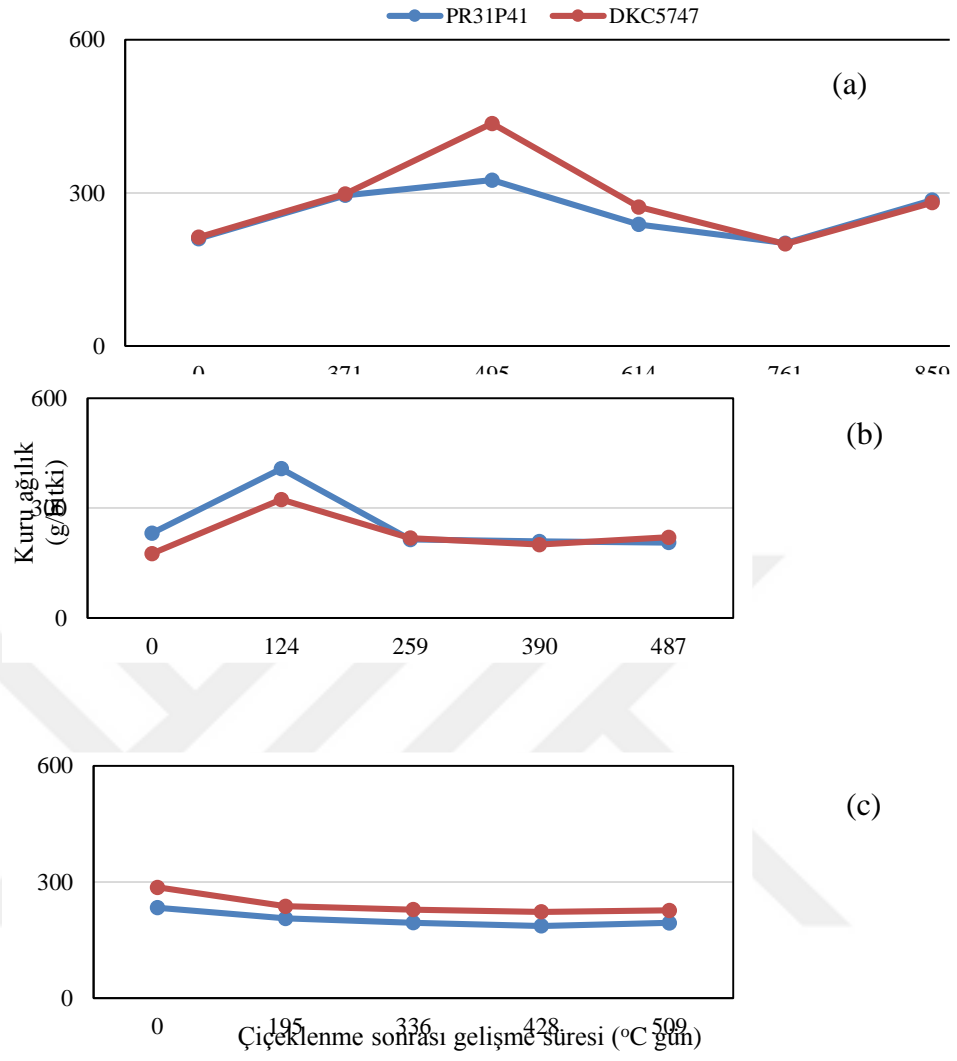 PR31P41 DKC5747
600
(a)
300
0
0 371 495 614 761 859
600
(b)
Kuru ağılık
(g/bitki)
300
0
0 124 259 390 487
600
(c)
300
0
0 195 336 428 509
Çiçeklenme sonrası gelişme süresi (°C gün)